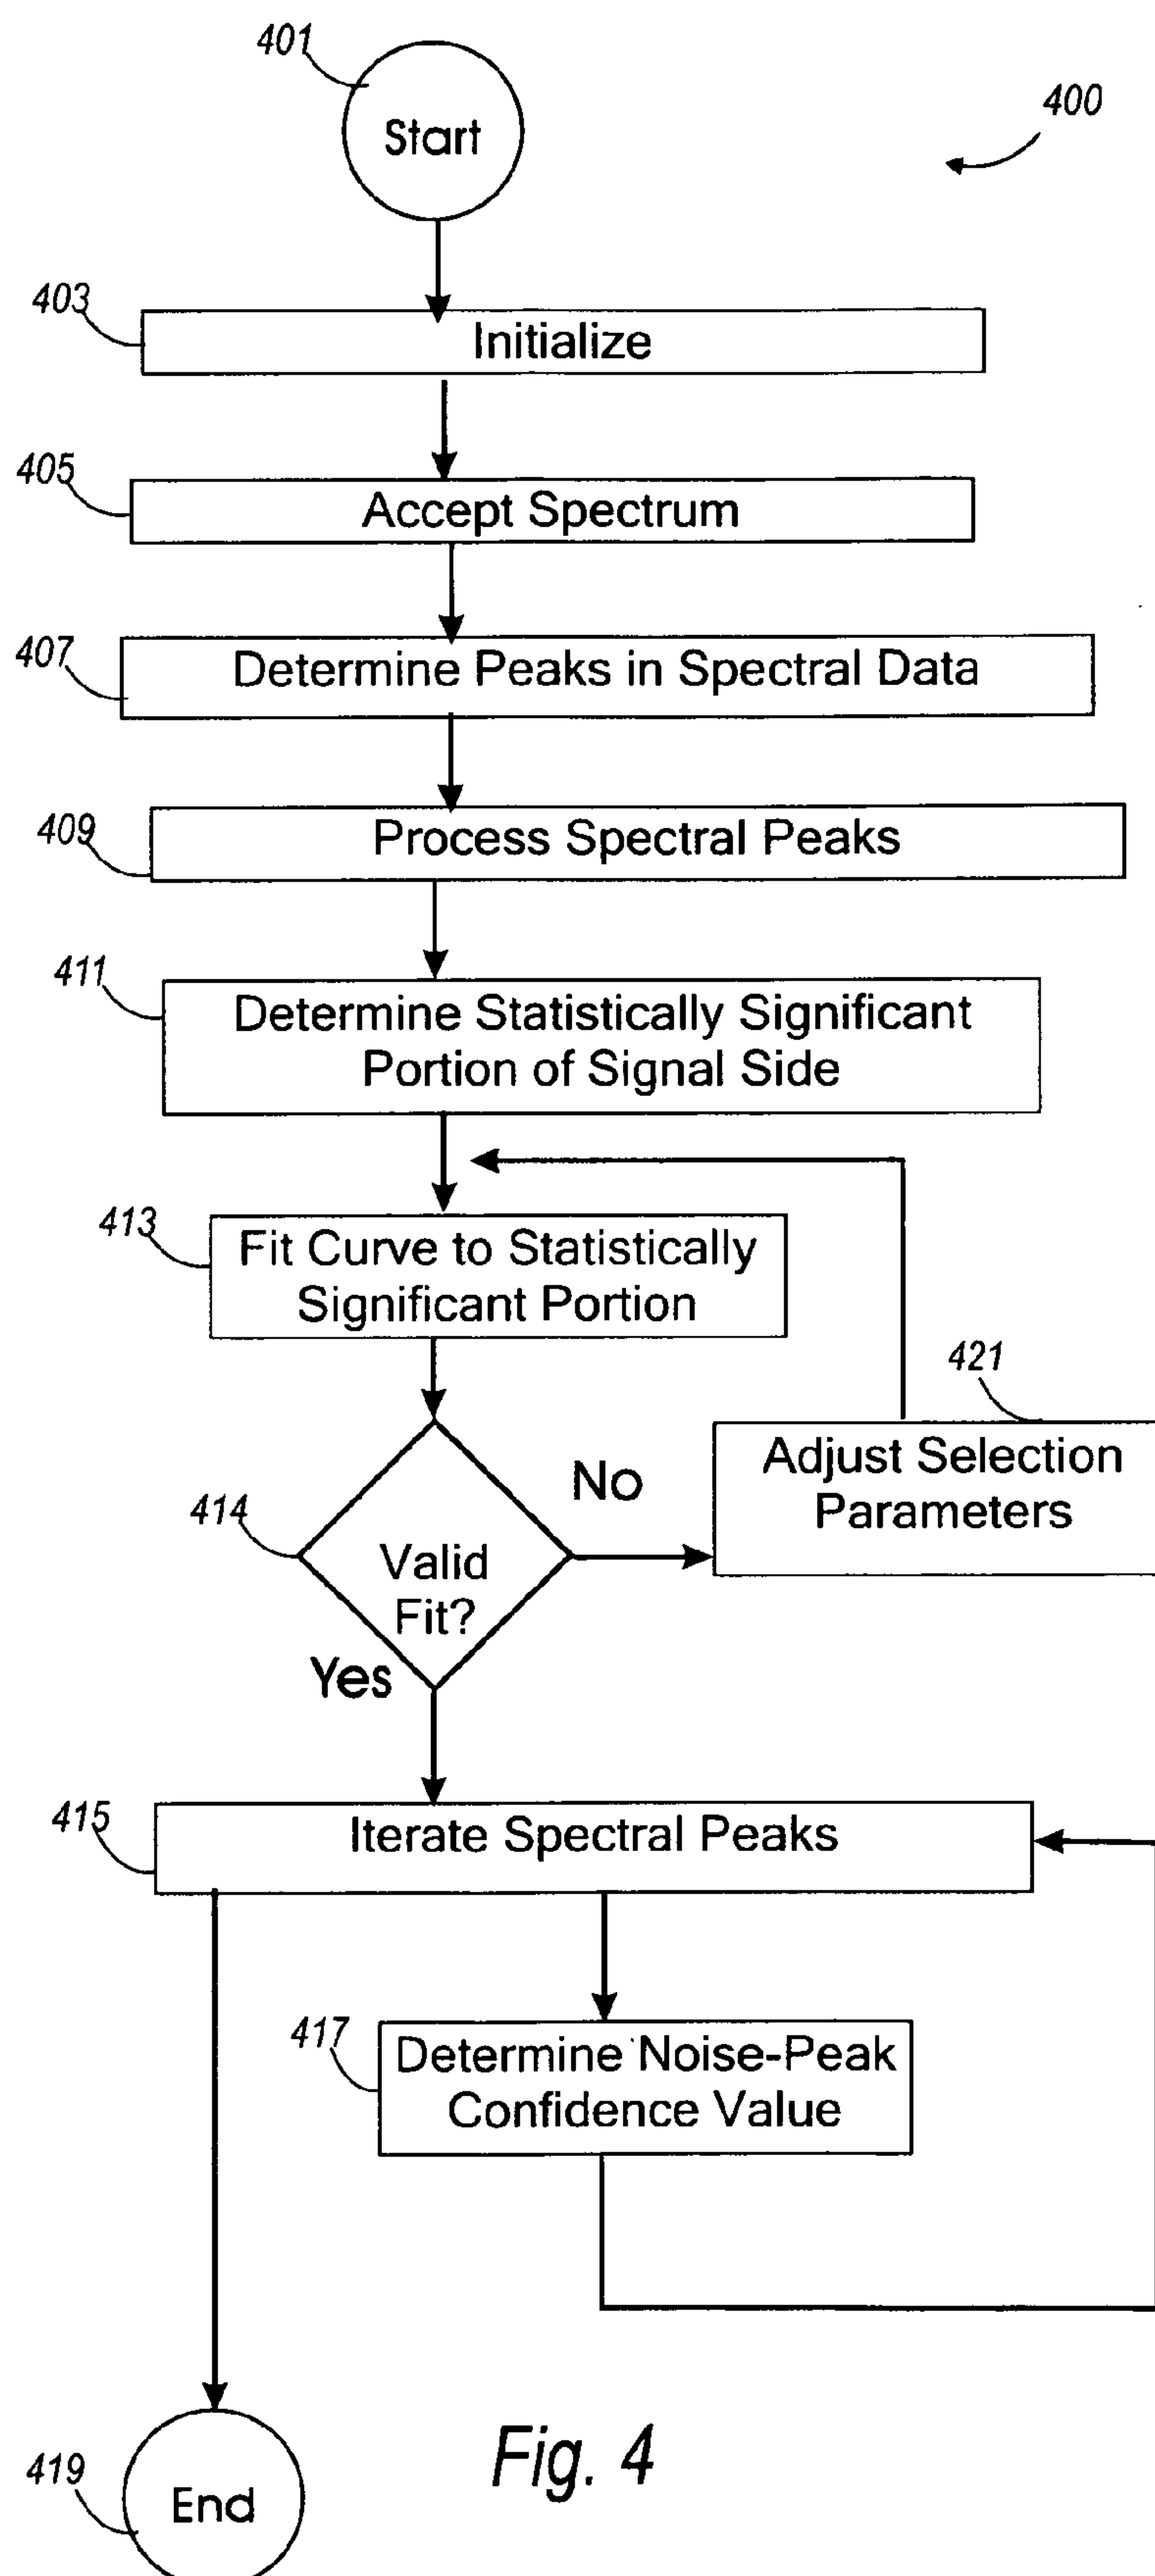 401
Start
400
403
Initialize
405
Accept Spectrum
407
Determine Peaks in Spectral Data
409
Process Spectral Peaks
411
Determine Statistically Significant
Portion of Signal Side
413
Fit Curve to Statistically
Significant Portion
421
Adjust Selection
Parameters
No
414
Valid
Fit?
Yes
415
Iterate Spectral Peaks
417
Determine Noise-Peak
Confidence Value
419
End
Fig. 4